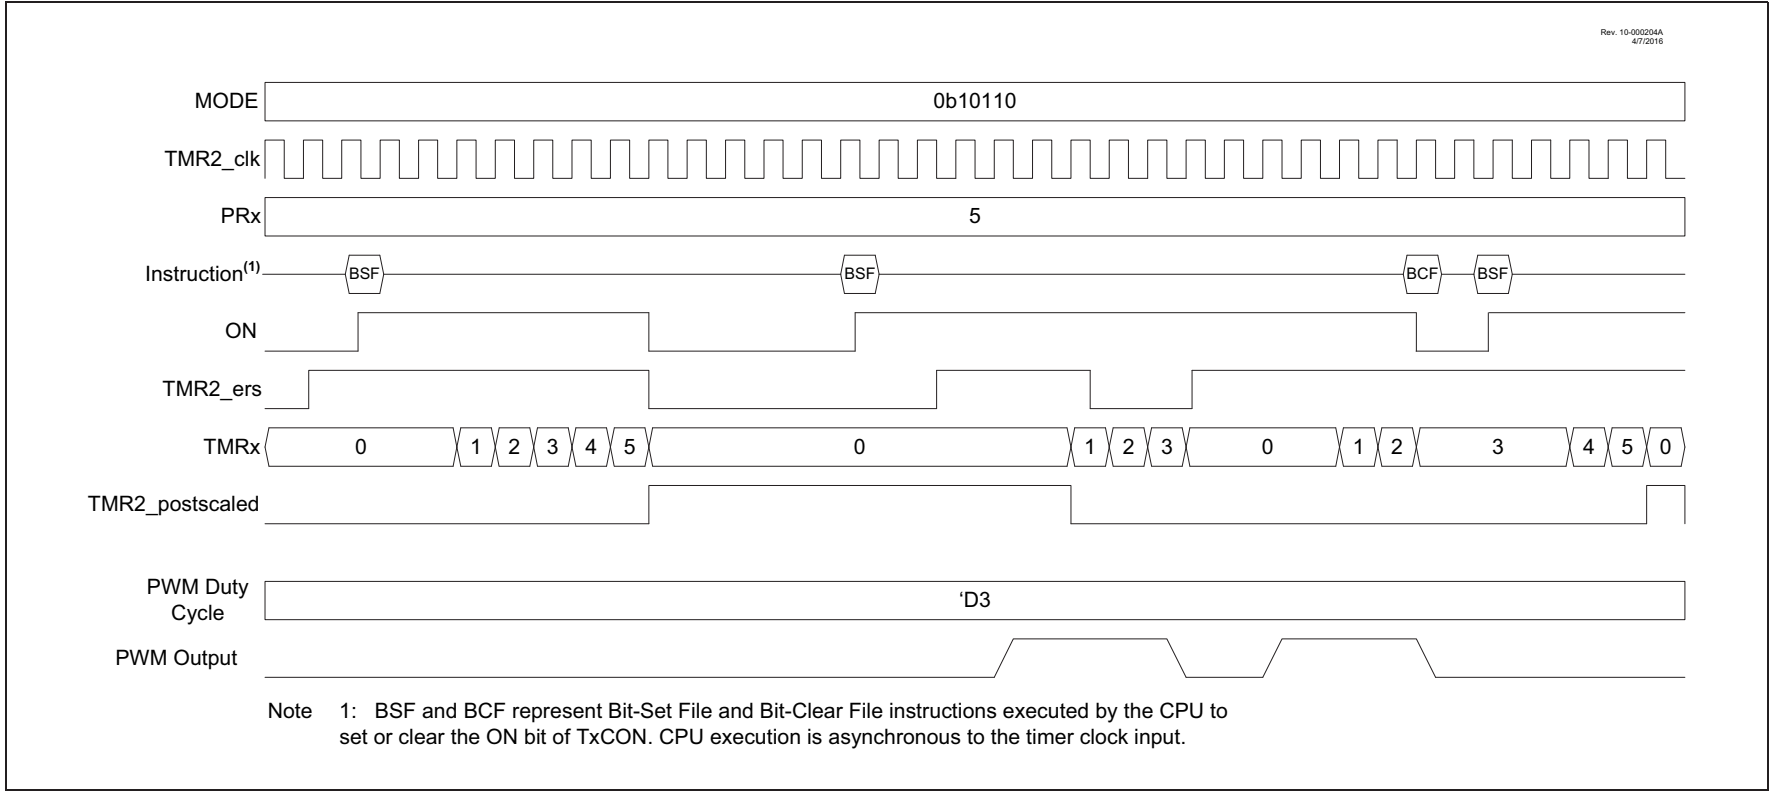 Rev. 10-000204A
4/7/2016
MODE 0b10110
TMR2_clk
PRx 5
Instruction(1) BSF BSF BCF BSF
ON
TMR2_ers
TMRx 0 1 2 3 4 5 0 1 2 3 0 1 2 3 4 5 0
TMR2_postscaled
PWM Duty
Cycle
‘D3
PWM Output
Note 1: BSF and BCF represent Bit-Set File and Bit-Clear File instructions executed by the CPU to
set or clear the ON bit of TxCON. CPU execution is asynchronous to the timer clock input.